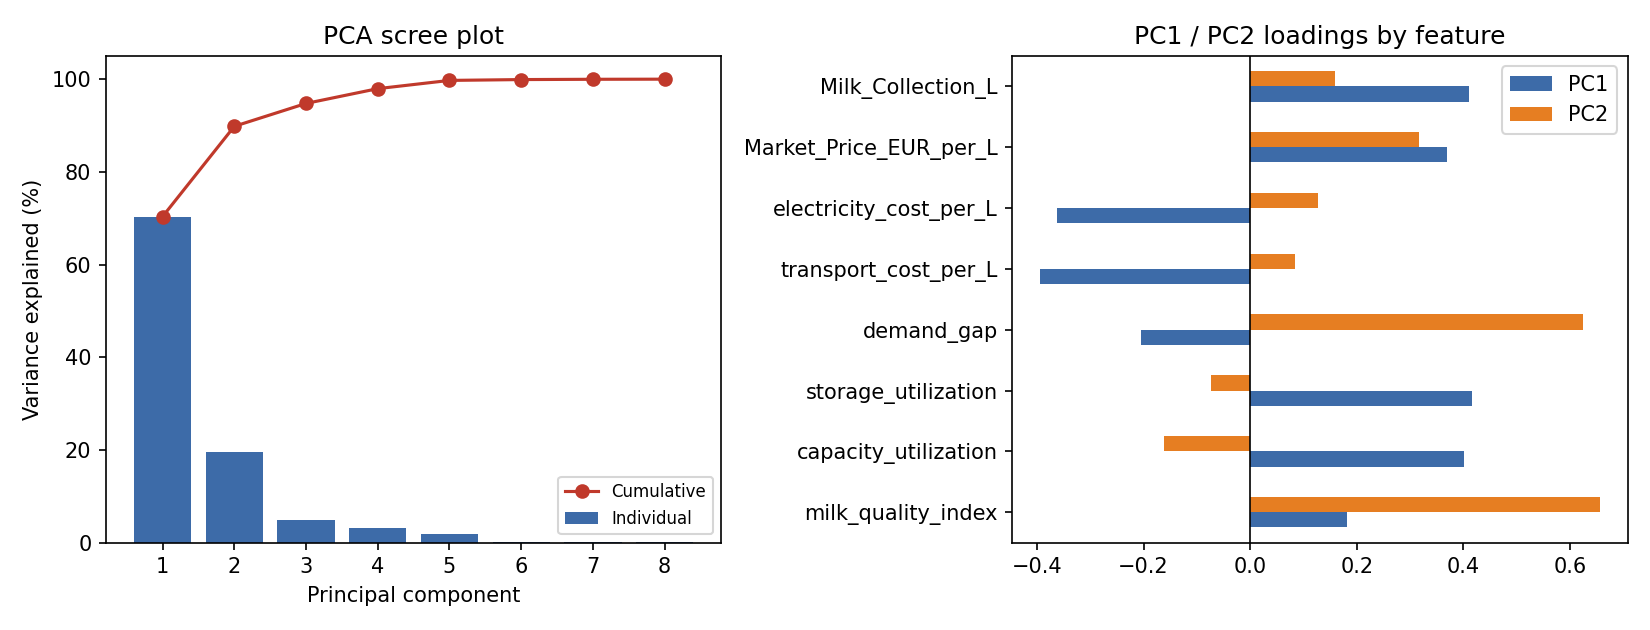 PCA scree plot
Variance explained (%)
100
80
60
40
20
0
1 2 3 4 5 6 7 8
Principal component
Cumulative
Individual
PC1 / PC2 loadings by feature
Milk_Collection_L
Market_Price_EUR_per_L
electricity_cost_per_L
transport_cost_per_L
demand_gap
storage_utilization
capacity_utilization
milk_quality_index
−0.4 −0.2 0.0 0.2 0.4 0.6
PC1
PC2